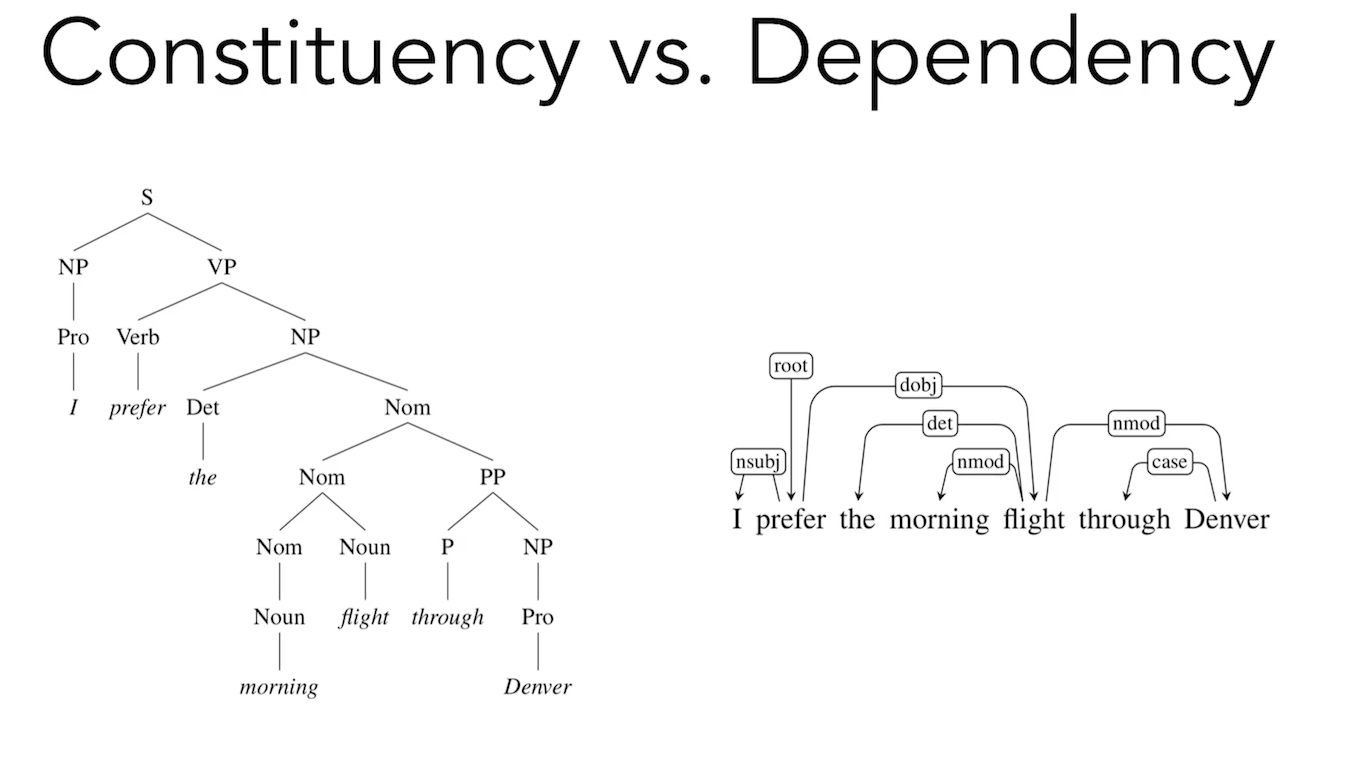 Constituency vs. Dependency
S
NP VP
Pro Verb NP
I prefer Det Nom
the Nom PP
Nom Noun P NP
Noun flight through Pro
morning Denver
root
dobj
det nmod
nsubj nmod case
I prefer the morning flight through Denver